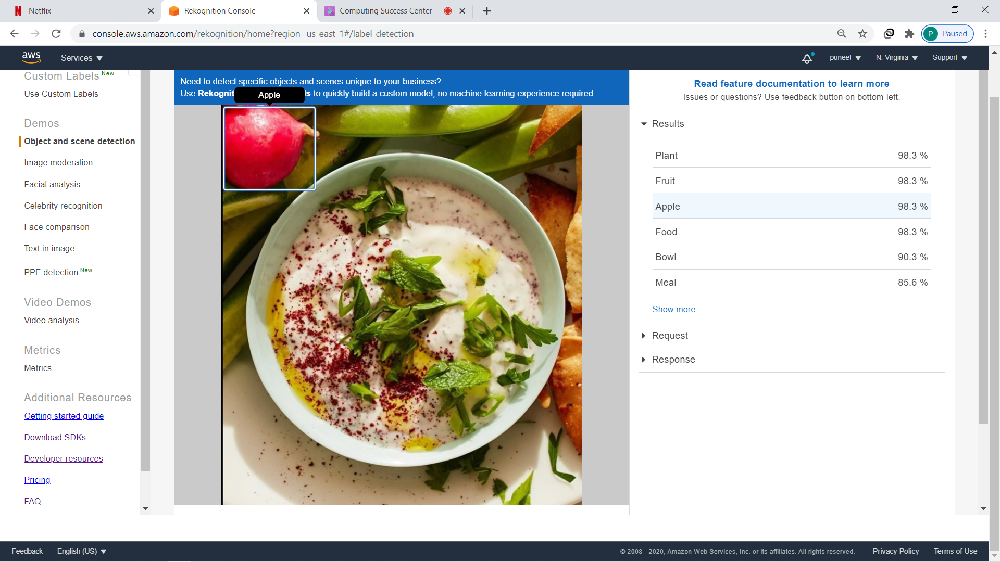 Netflix
Rekognition Console
Computing Success Center -
console.aws.amazon.com/rekognition/home?region=us-east-1#/label-detection
P Paused
aws
Services
puneet
N. Virginia
Support
Custom Labels New
Use Custom Labels
Demos
Object and scene detection
Image moderation
Facial analysis
Celebrity recognition
Face comparison
Text in image
PPE detection New
Video Demos
Video analysis
Metrics
Metrics
Additional Resources
Getting started guide
Download SDKs
Developer resources
Pricing
FAQ
Need to detect specific objects and scenes unique to your business?
Use Rekognit
Apple
ls to quickly build a custom model, no machine learning experience required.
Read feature documentation to learn more
Issues or questions? Use feedback button on bottom-left.
Results
Plant 98.3 %
Fruit 98.3 %
Apple 98.3 %
Food 98.3 %
Bowl 90.3 %
Meal 85.6 %
Show more
Request
Response
Feedback
English (US)
© 2008 - 2020, Amazon Web Services, Inc. or its affiliates. All rights reserved.
Privacy Policy
Terms of Use